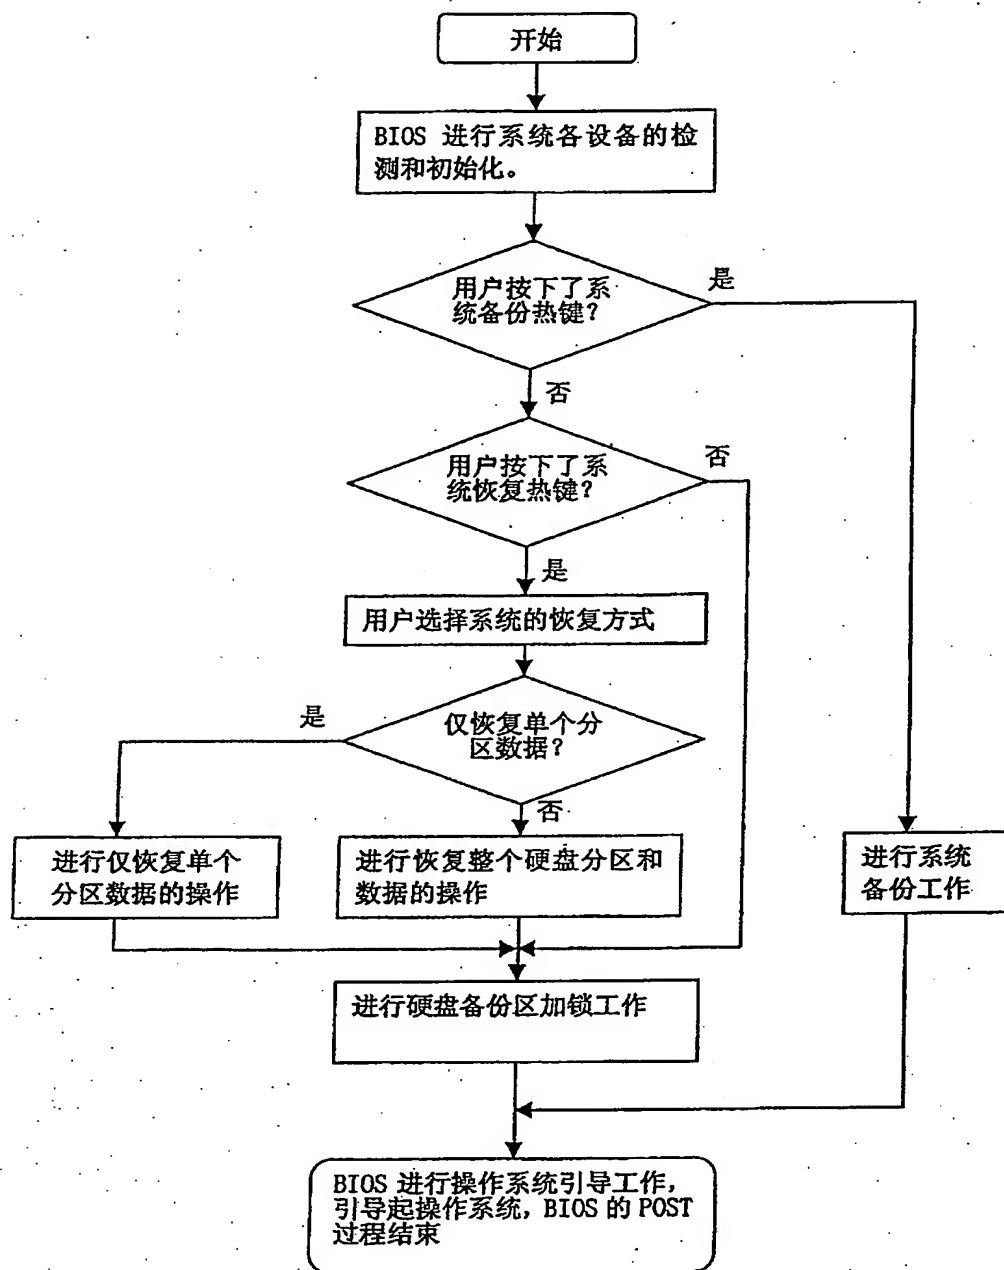 开始
BIOS 进行系统各设备的检
测和初始化。
用户按下了系
统备份热键?
是
否
用户按下了系
统恢复热键?
否
是
用户选择系统的恢复方式
仅恢复单个分
区数据?
是
否
进行仅恢复单个
分区数据的操作
进行恢复整个硬盘分区和
数据的操作
进行系统
备份工作
进行硬盘备份区加锁工作
BIOS 进行操作系统引导工作,
引导起操作系统, BIOS 的 POST
过程结束